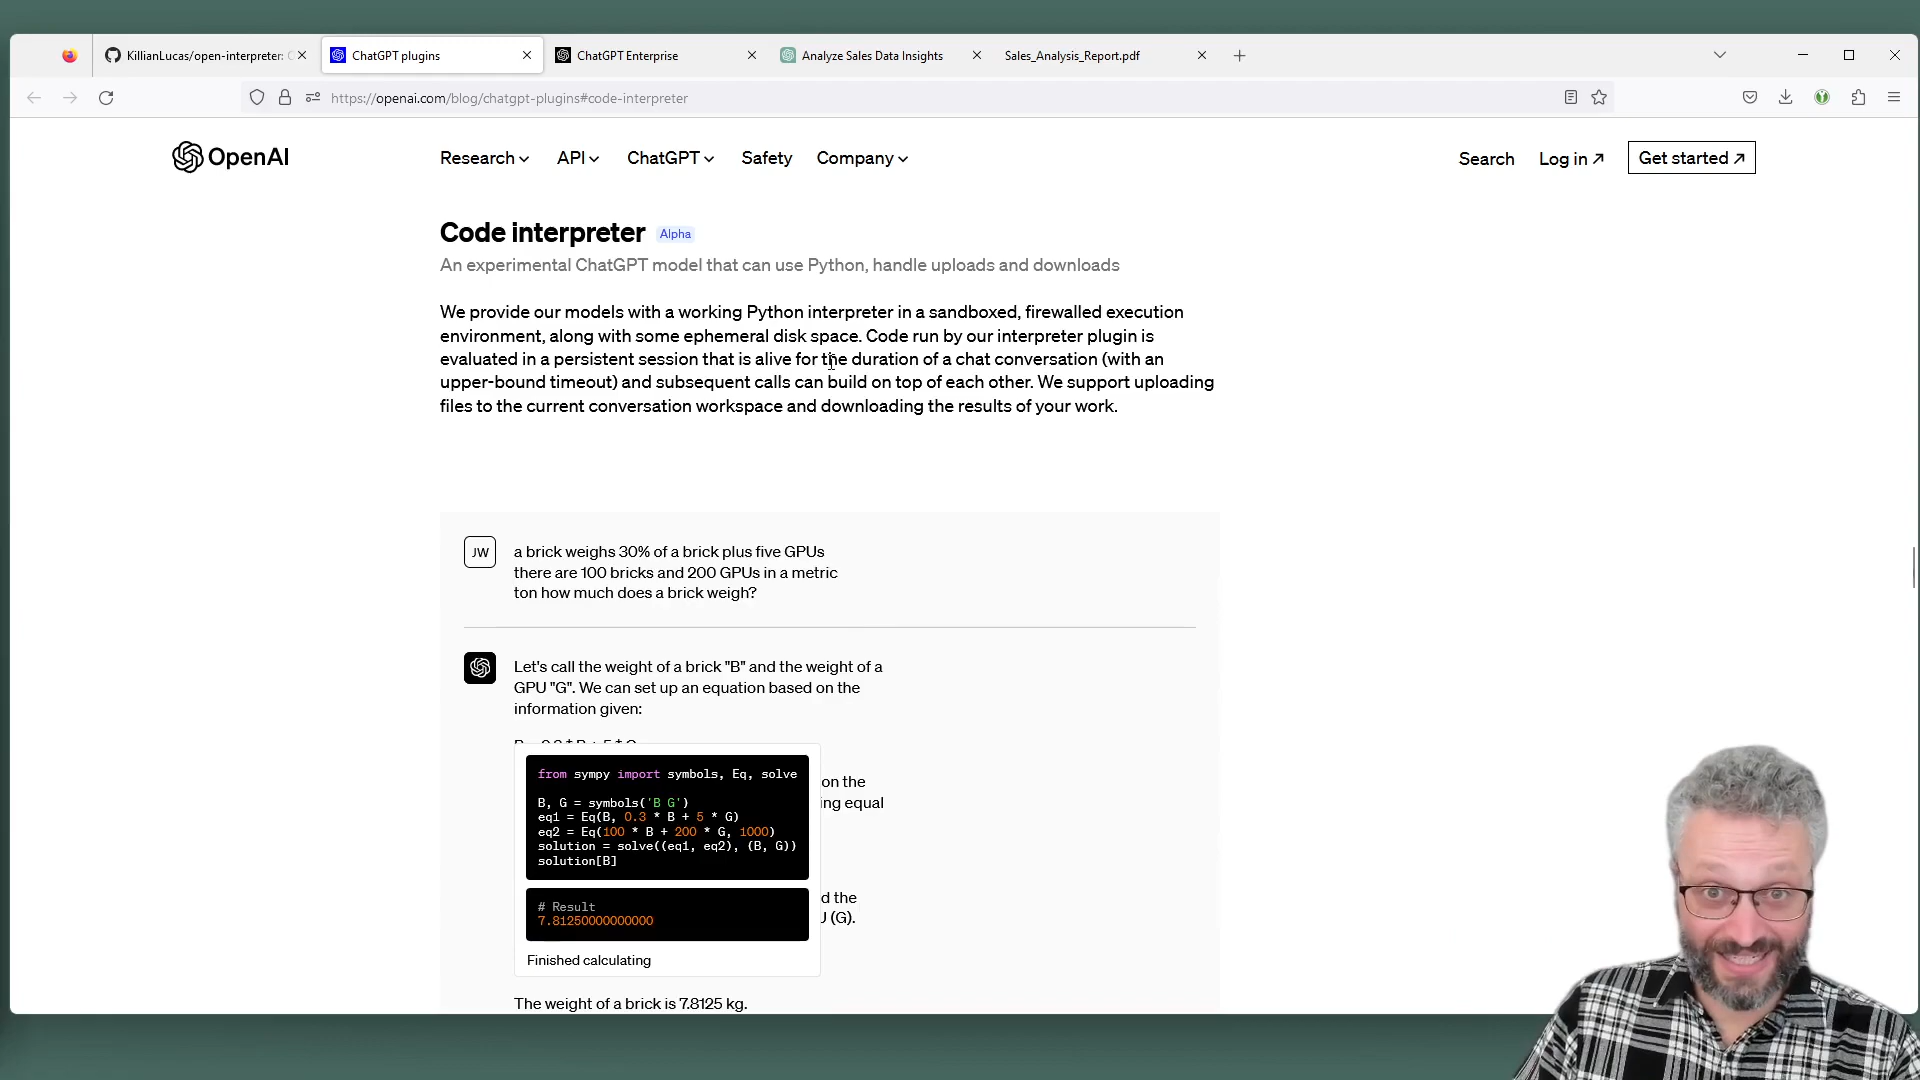 KillianLucas/open-interpreter:
ChatGPT plugins
ChatGPT Enterprise
Analyze Sales Data Insights
Sales_Analysis_Report.pdf
https://openai.com/blog/chatgpt-plugins#code-interpreter
OpenAI
Research
API
ChatGPT
Safety
Company
Search
Log in
Get started
Code interpreter Alpha
An experimental ChatGPT model that can use Python, handle uploads and downloads
We provide our models with a working Python interpreter in a sandboxed, firewalled execution
environment, along with some ephemeral disk space. Code run by our interpreter plugin is
evaluated in a persistent session that is alive for the duration of a chat conversation (with an
upper-bound timeout) and subsequent calls can build on top of each other. We support uploading
files to the current conversation workspace and downloading the results of your work.
JW
a brick weighs 30% of a brick plus five GPUs
there are 100 bricks and 200 GPUs in a metric
ton how much does a brick weigh?
Let's call the weight of a brick "B" and the weight of a
GPU "G". We can set up an equation based on the
information given:
from sympy import symbols, Eq, solve
on the
B, G = symbols('B G')
ing equal
eq1 = Eq(B, 0.3 * B + 5 * G)
eq2 = Eq(100 * B + 200 * G, 1000)
solution = solve((eq1, eq2), (B, G))
solution[B]
d the
# Result
(G).
7.81250000000000
Finished calculating
The weight of a brick is 7.8125 kg.